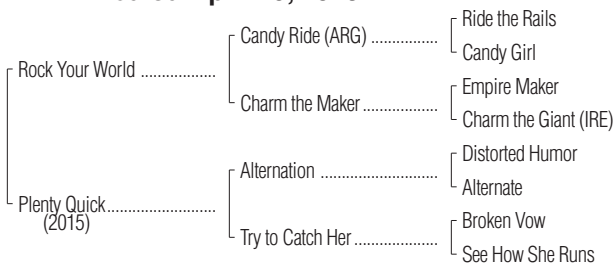 Ride the Rails
Candy Ride (ARG) ..................
Candy Girl
Rock Your World ..................
Empire Maker
Charm the Maker ..................
Charm the Giant (IRE)
Distorted Humor
Alternation ..................
Alternate
Plenty Quick..........................
(2015)
Broken Vow
Try to Catch Her ...................
See How She Runs